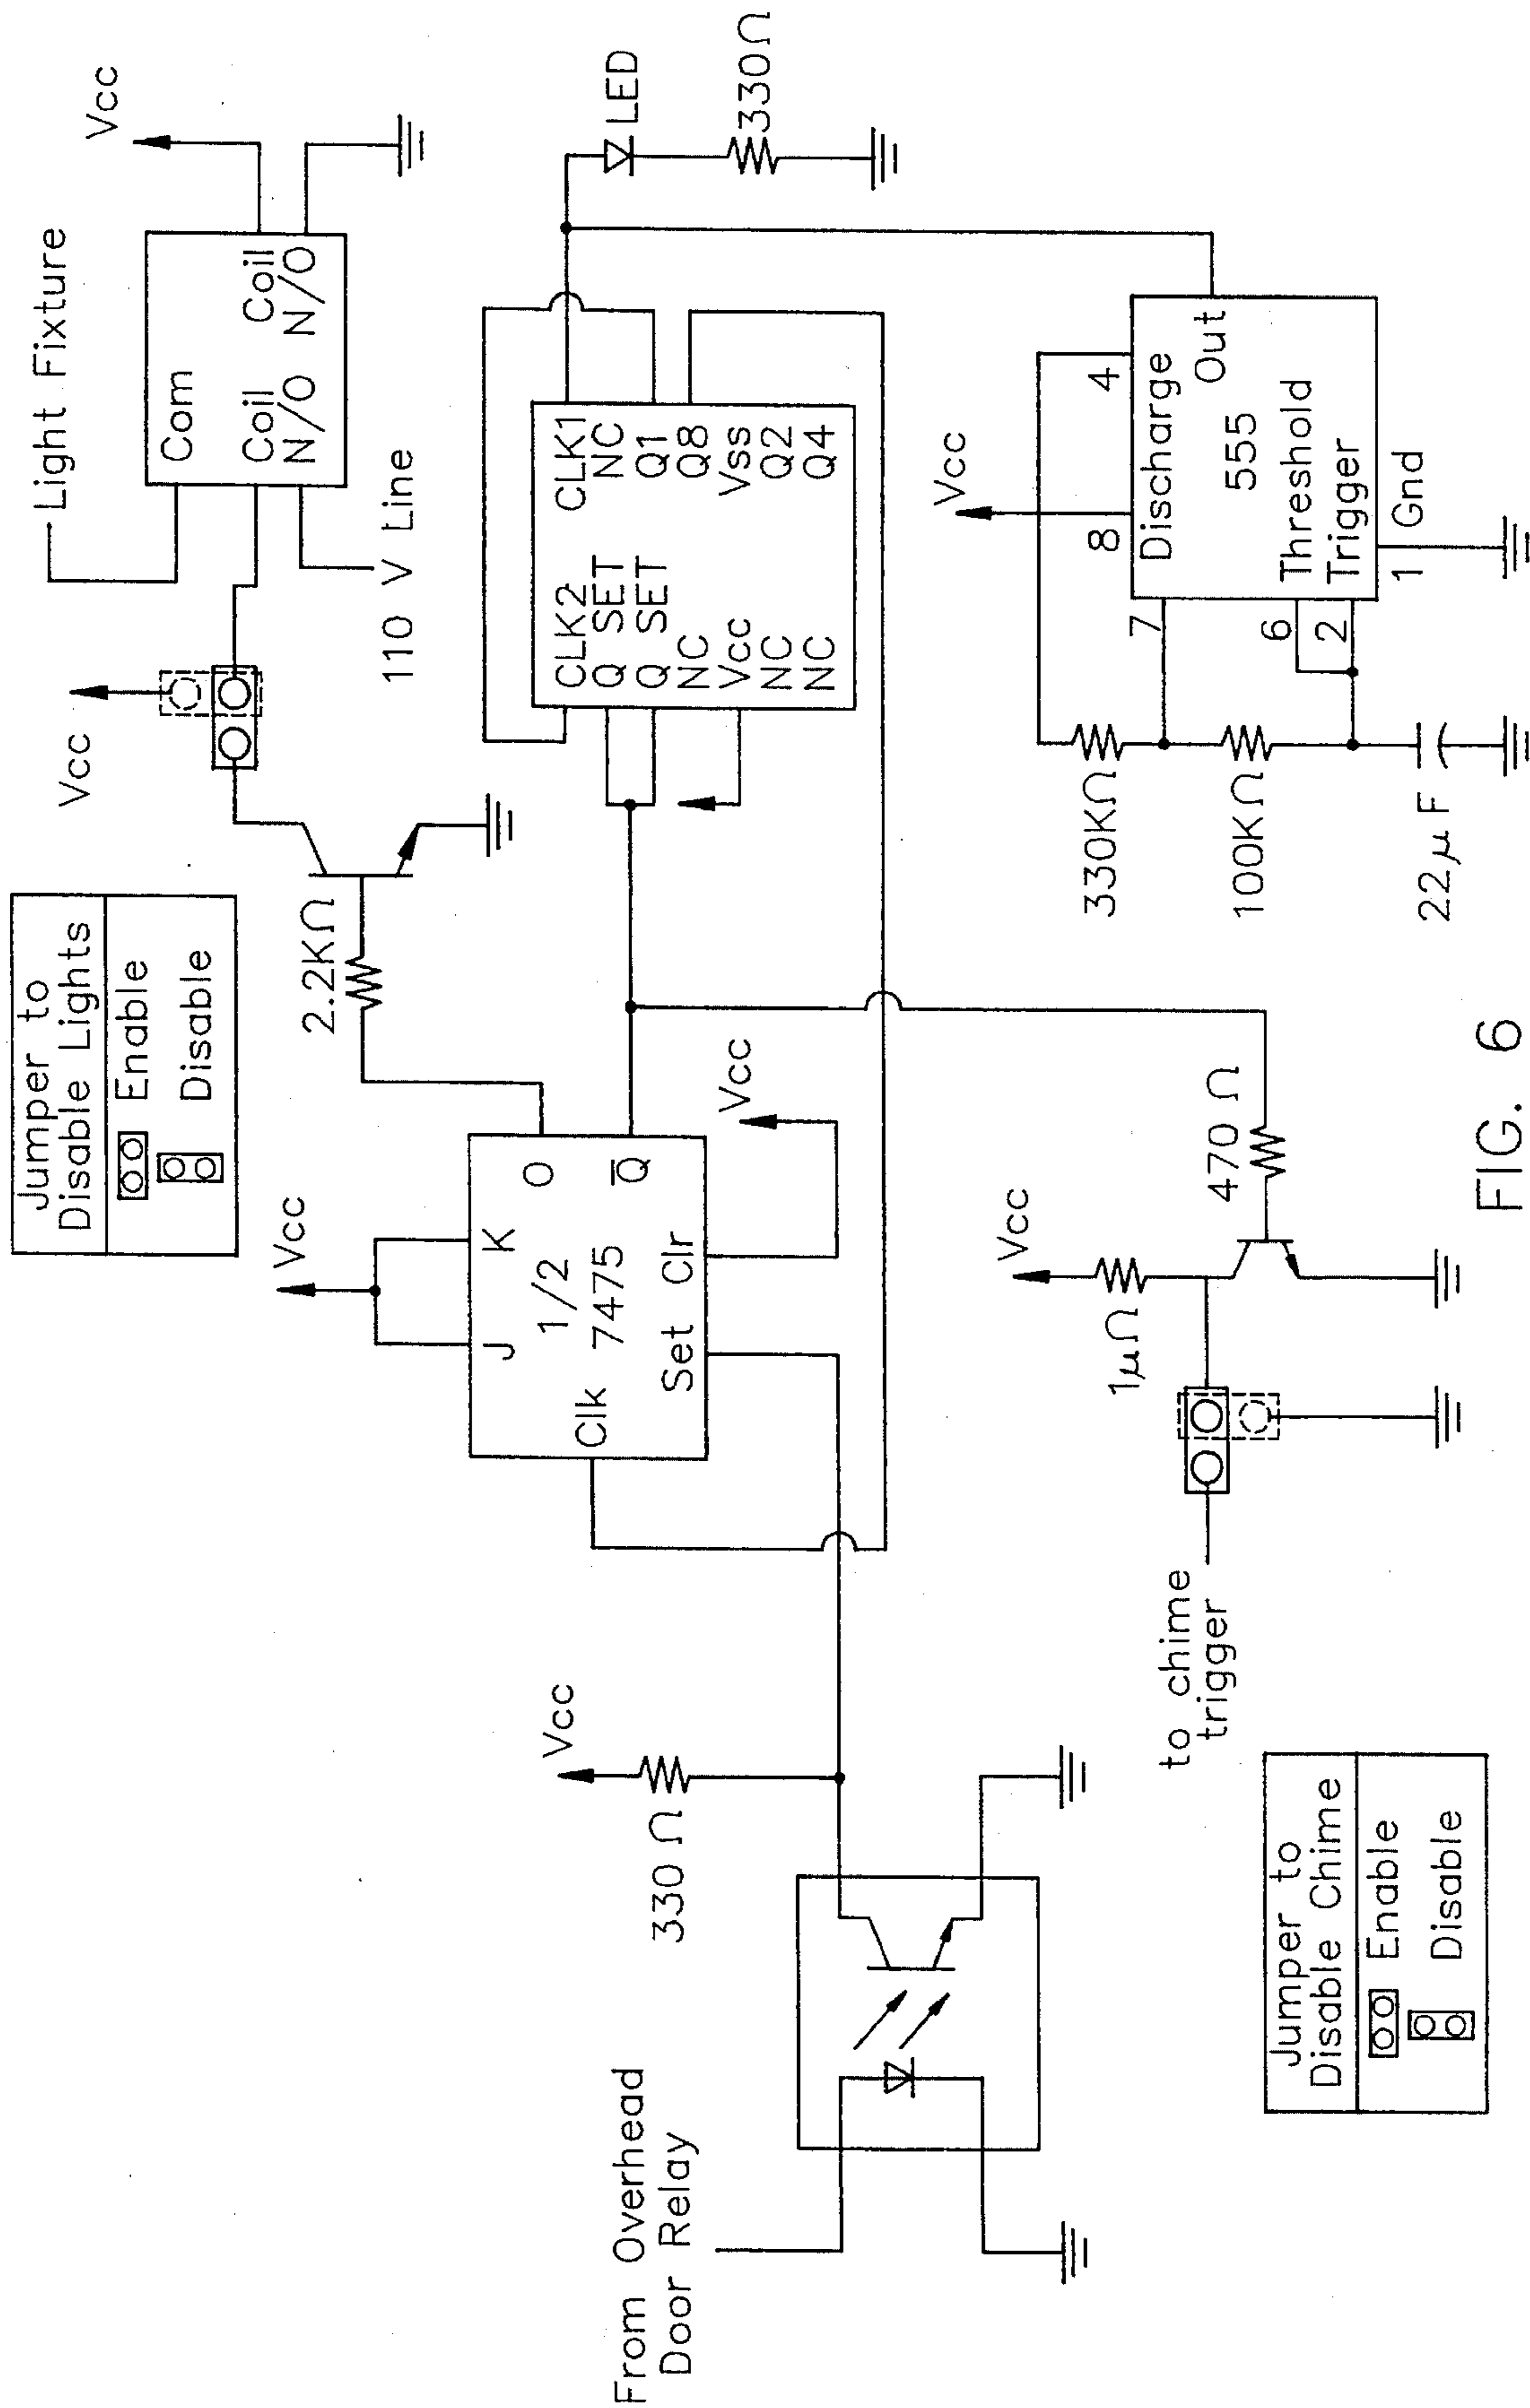 Jumper to
Disable Lights
Enable
Disable
Vcc
Light Fixture
Vcc
Com
Coil Coil
N/O N/O
110 V Line
2.2KΩ
Vcc
J K
1/2
7475
O
Q̅
Clk
Set Clr
Vcc
CLK2 CLK1
Q SET NC
Q SET Q1
NC Q8
Vcc Vss
NC Q2
NC Q4
LED
330Ω
From Overhead
Door Relay
330 Ω
Vcc
Vcc
8
4
Discharge
Out
555
Threshold
Trigger
7
6
2
1 Gnd
330KΩ
100KΩ
22μF
Vcc
1μΩ
470 Ω
to chime
trigger
Jumper to
Disable Chime
Enable
Disable
FIG. 6